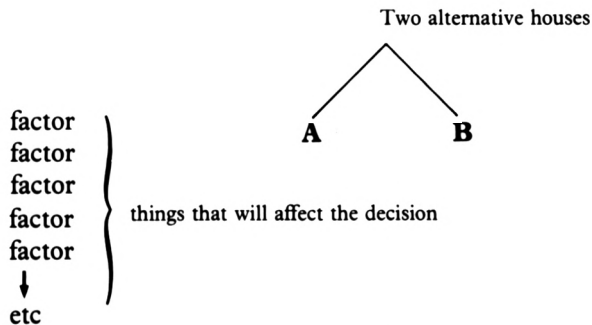 Two alternative houses
A B
factor
factor
factor
factor
factor
things that will affect the decision
etc